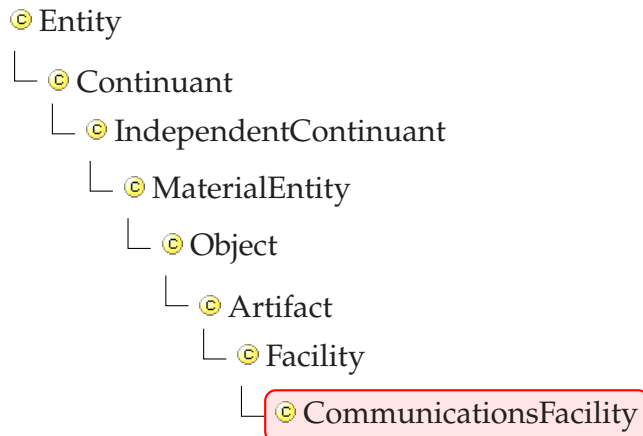 Entity
Continuant
IndependentContinuant
MaterialEntity
Object
Artifact
Facility
CommunicationsFacility